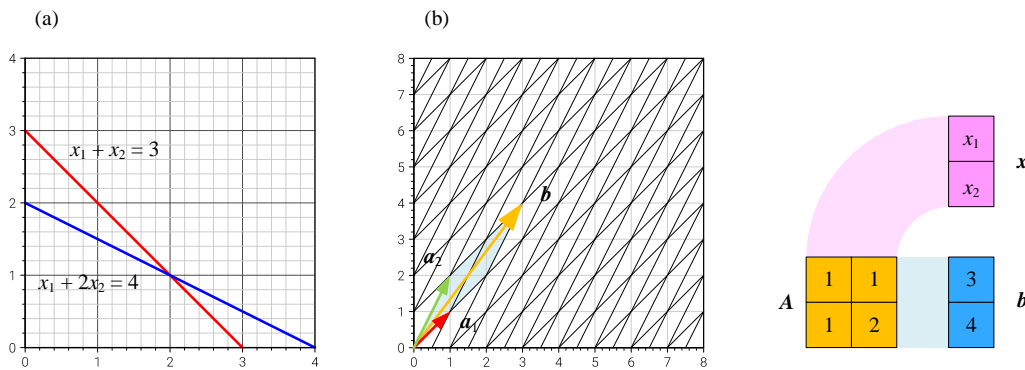 (a)
(b)
4
3
2
1
0
0 1 2 3 4
x₁ + x₂ = 3
x₁ + 2x₂ = 4
8
7
6
5
4
3
2
1
0
0 1 2 3 4 5 6 7 8
b
a₂
a₁
x₁
x₂
x
A
1 1
1 2
3
4
b